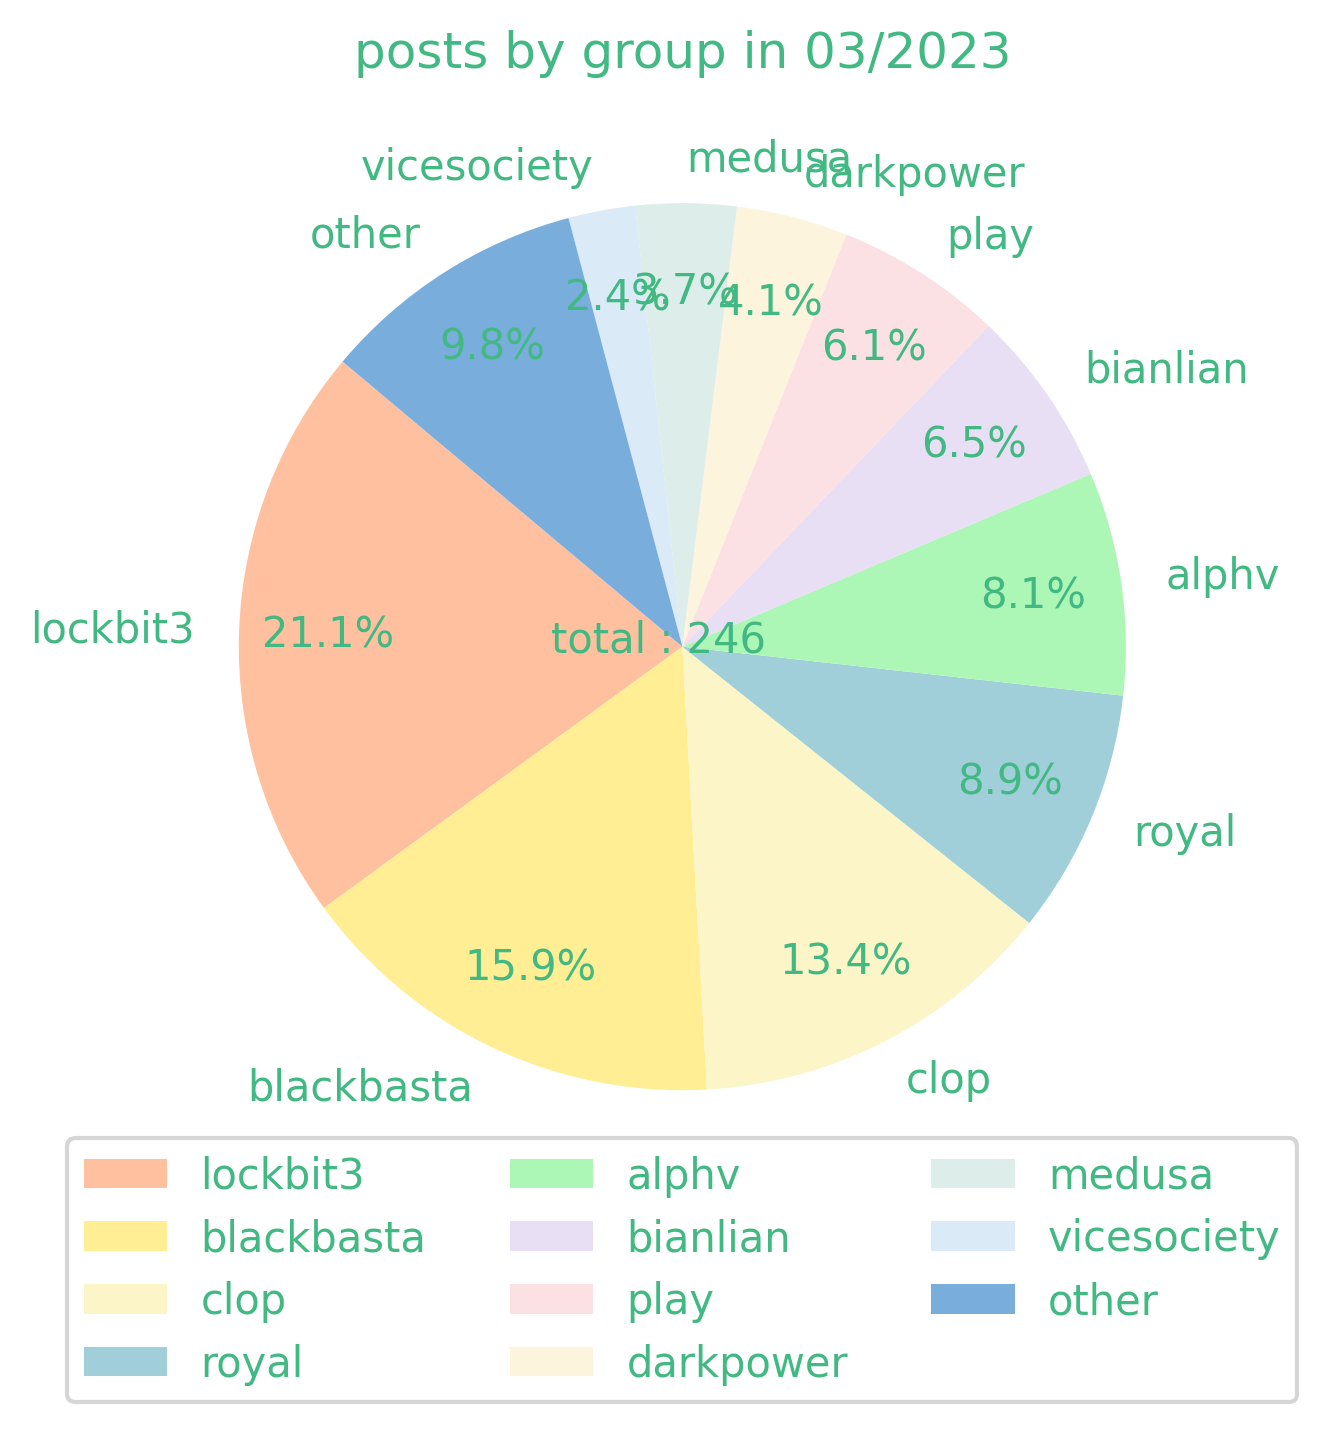 posts by group in 03/2023
medusa
vicesociety
darkpower
other
play
2.4%
3.7%
4.1%
9.8%
6.1%
bianlian
6.5%
alphv
8.1%
lockbit3
21.1%
total : 246
8.9%
royal
15.9%
13.4%
blackbasta
clop
lockbit3
blackbasta
clop
royal
alphv
bianlian
play
darkpower
medusa
vicesociety
other